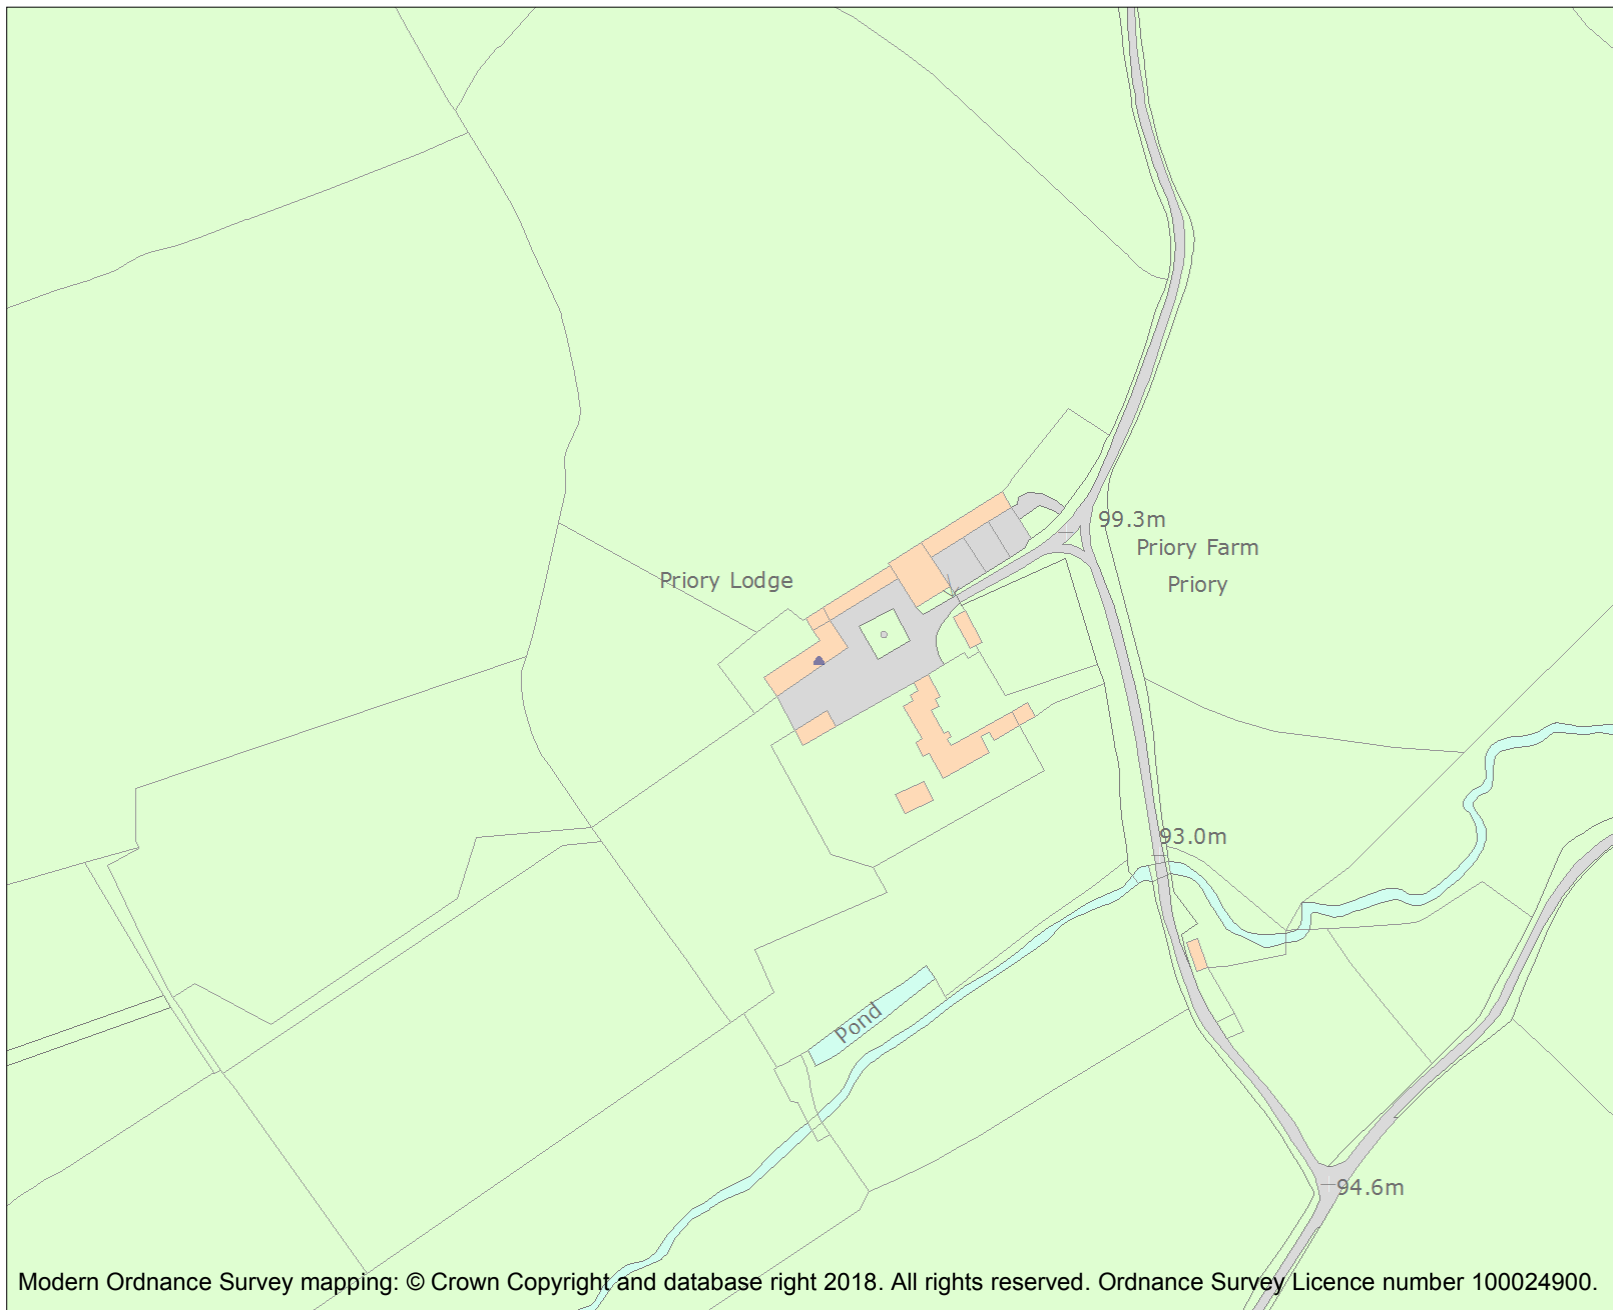 99.3m
Priory Farm
Priory Lodge
Priory
93.0m
Pond
94.6m
Modern Ordnance Survey mapping: © Crown Copyright and database right 2018. All rights reserved. Ordnance Survey Licence number 100024900.